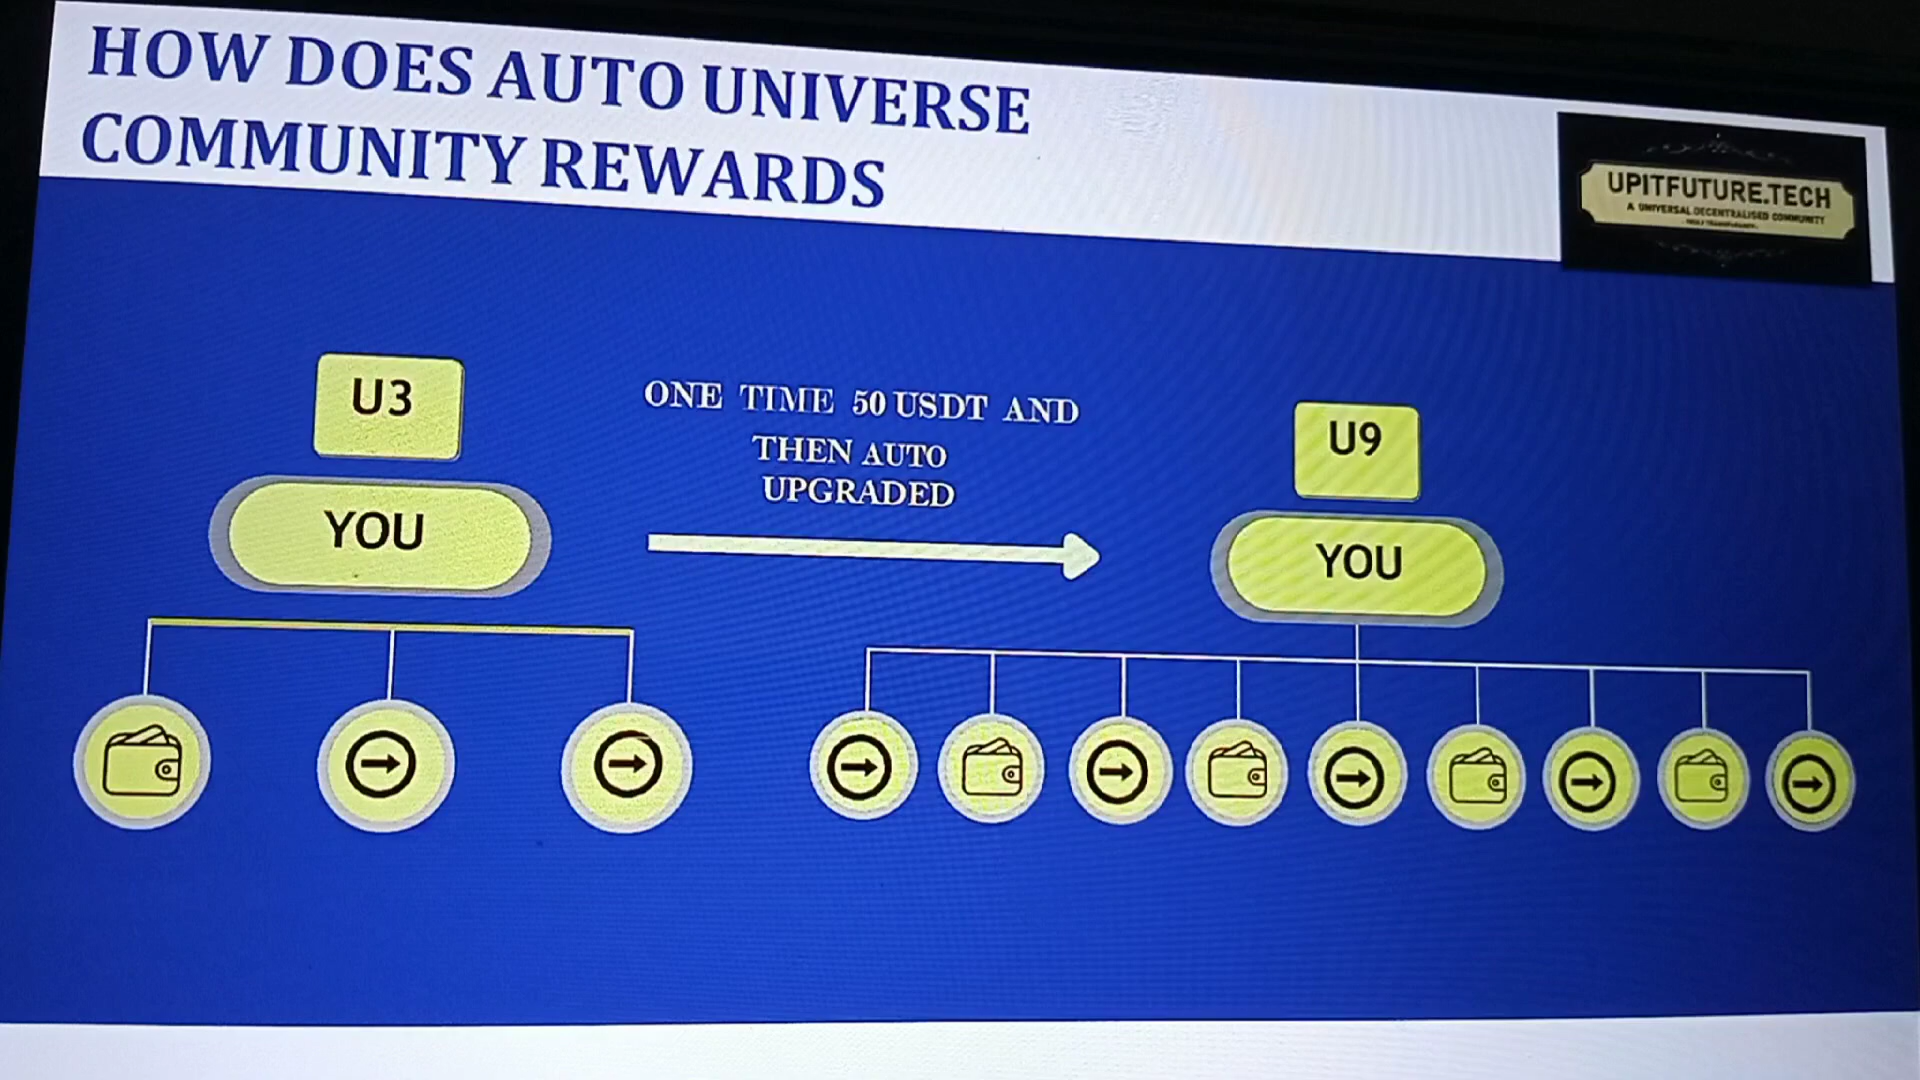 HOW DOES AUTO UNIVERSE
COMMUNITY REWARDS
UPITFUTURE.TECH
A UNIVERSAL DECENTRALISED COMMUNITY
U3
YOU
ONE TIME 50 USDT AND
THEN AUTO
UPGRADED
U9
YOU